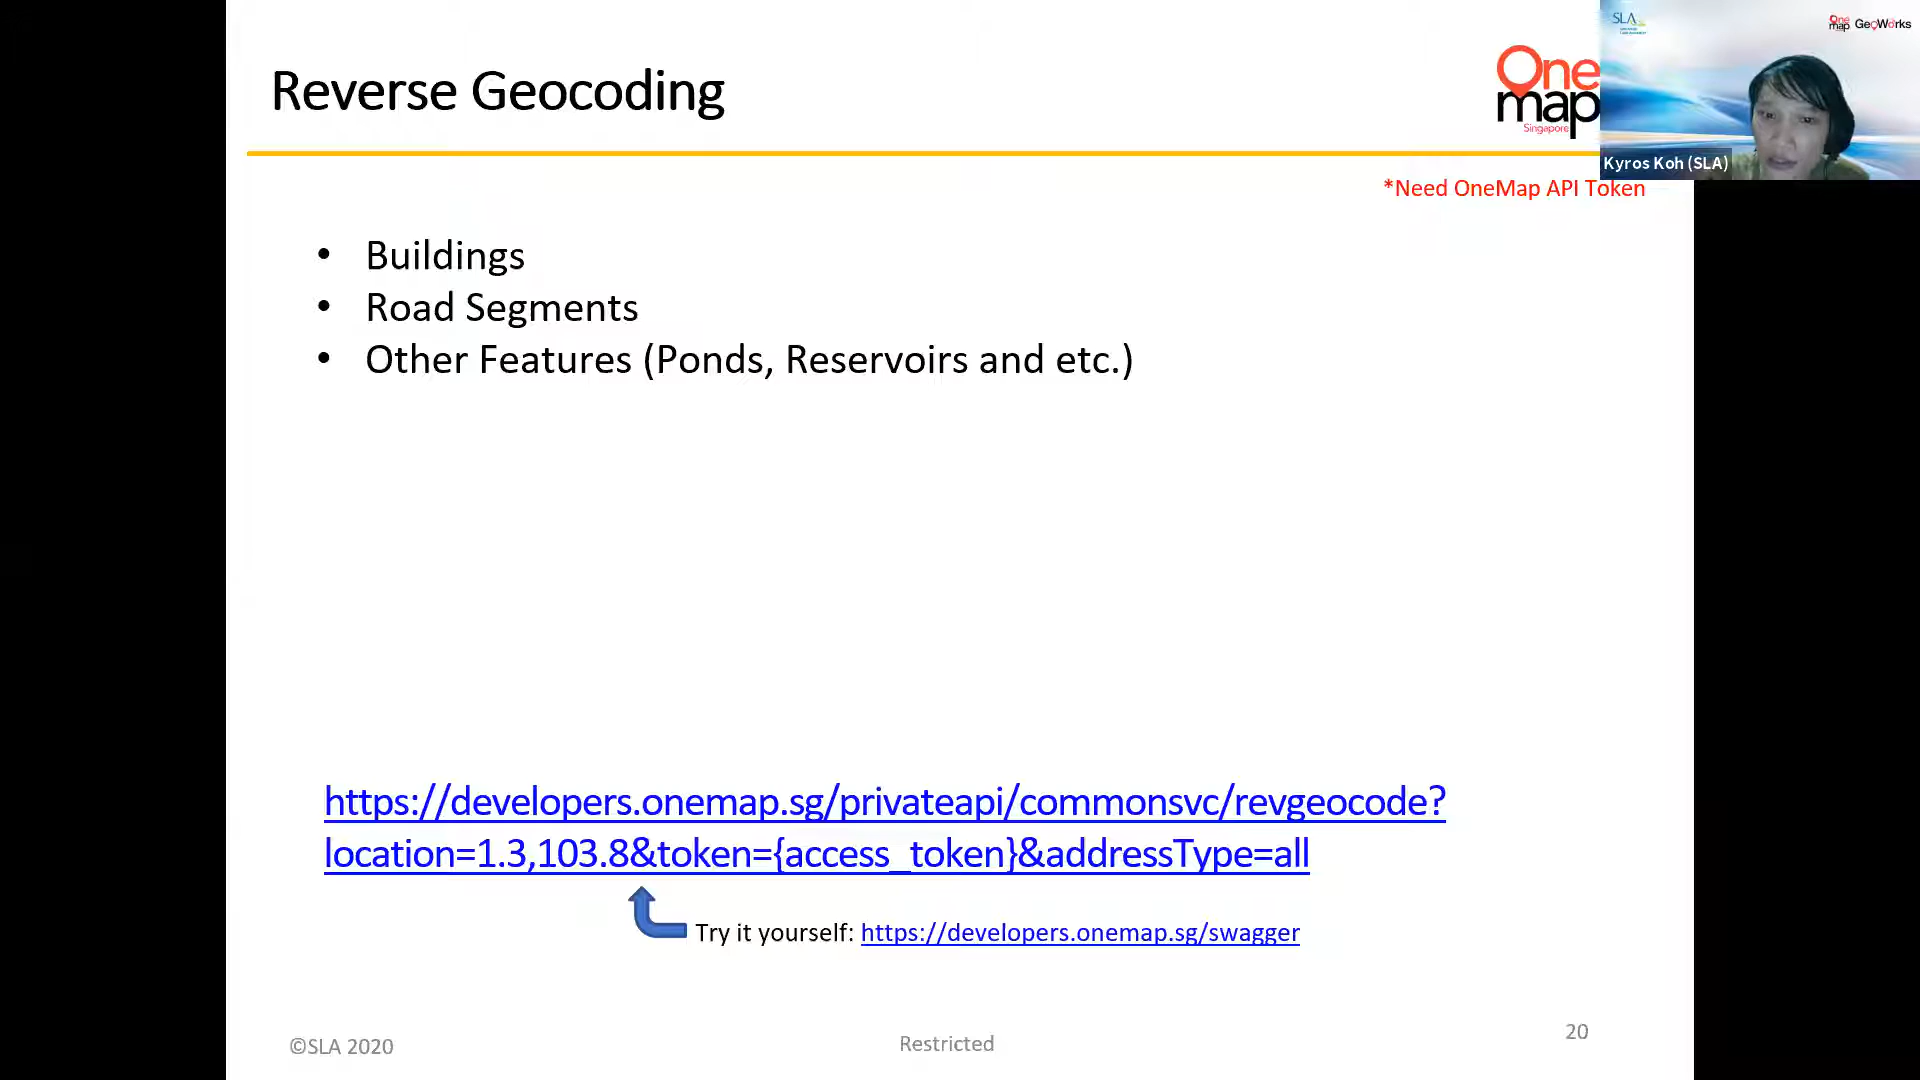 Reverse Geocoding
One
map
Singapore
SLA
One
map GeoWorks
Kyros Koh (SLA)
*Need OneMap API Token
• Buildings
• Road Segments
• Other Features (Ponds, Reservoirs and etc.)
https://developers.onemap.sg/privateapi/commonsvc/revgeocode?
location=1.3,103.8&token={access_token}&addressType=all
Try it yourself: https://developers.onemap.sg/swagger
©SLA 2020
Restricted
20